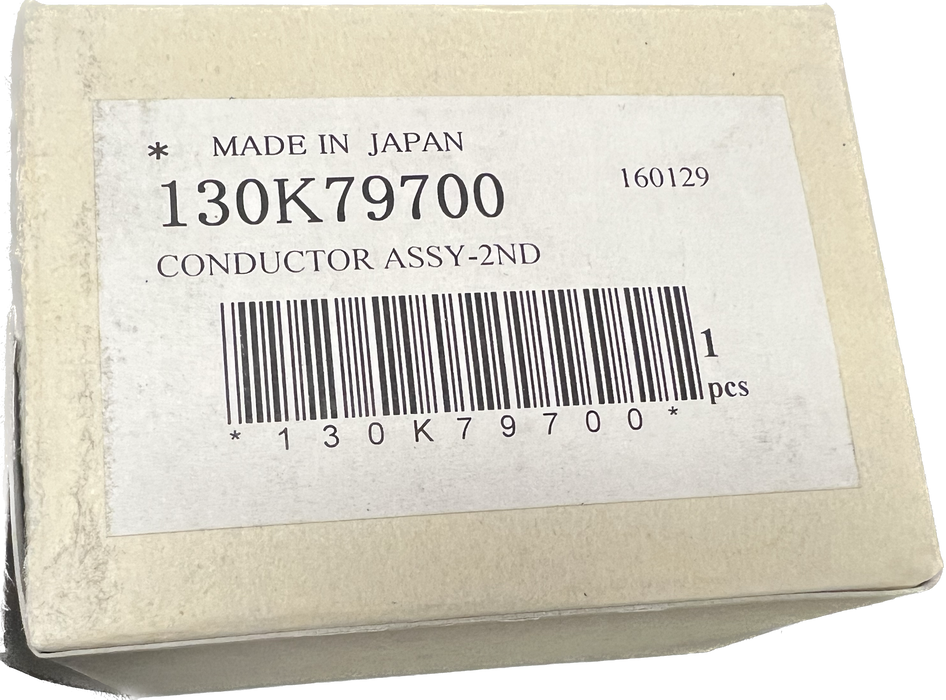 * MADE IN JAPAN
130K79700
160129
CONDUCTOR ASSY-2ND
1
pcs
*130K79700*